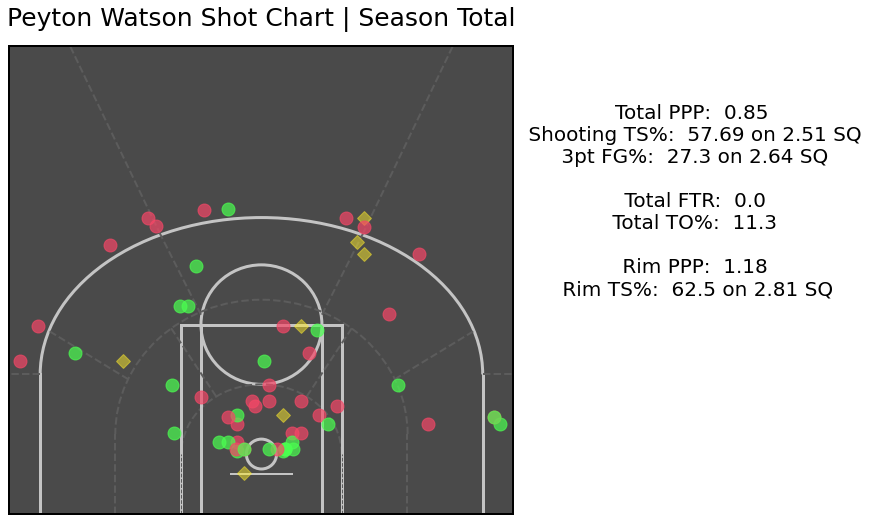 Peyton Watson Shot Chart | Season Total
Total PPP:  0.85
Shooting TS%:  57.69 on 2.51 SQ
3pt FG%:  27.3 on 2.64 SQ
Total FTR:  0.0
Total TO%:  11.3
Rim PPP:  1.18
Rim TS%:  62.5 on 2.81 SQ